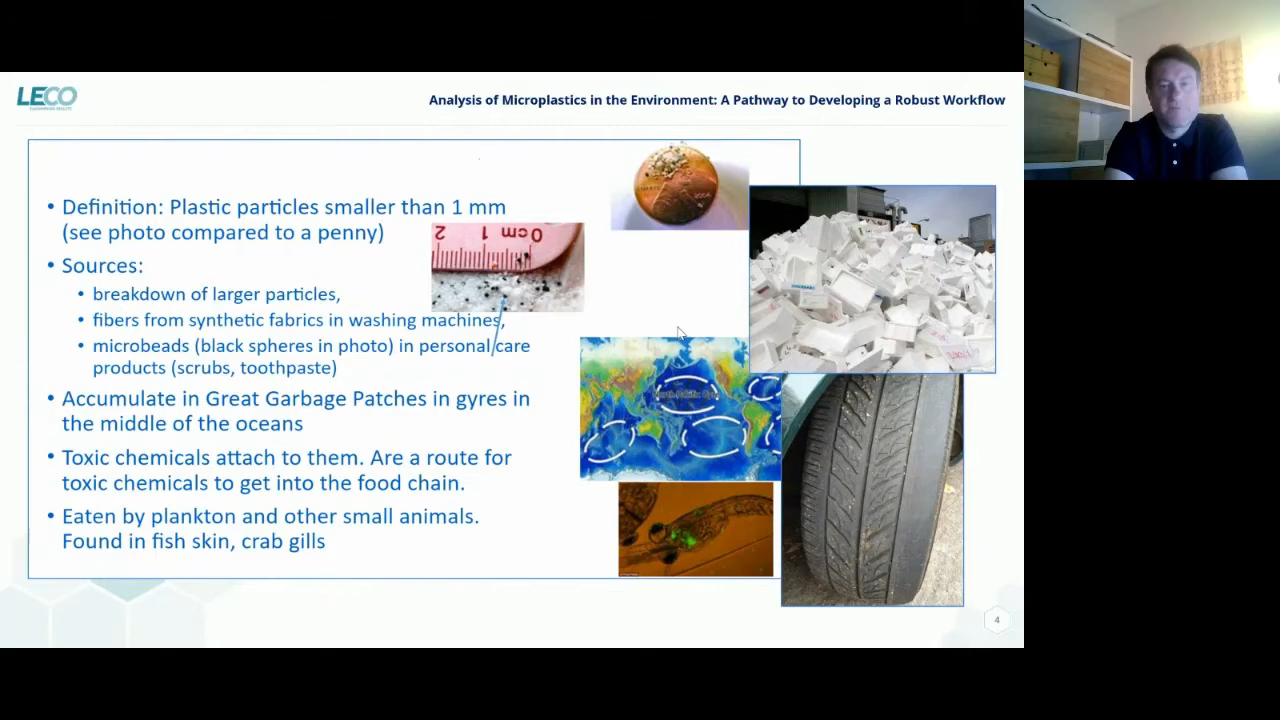 LECO
Analysis of Microplastics in the Environment: A Pathway to Developing a Robust Workflow
• Definition: Plastic particles smaller than 1 mm
(see photo compared to a penny)
2 1 0cm
• Sources:
• breakdown of larger particles,
• fibers from synthetic fabrics in washing machines,
• microbeads (black spheres in photo) in personal care
products (scrubs, toothpaste)
North Pacific Gyre
• Accumulate in Great Garbage Patches in gyres in
the middle of the oceans
• Toxic chemicals attach to them. Are a route for
toxic chemicals to get into the food chain.
• Eaten by plankton and other small animals.
Found in fish skin, crab gills
4